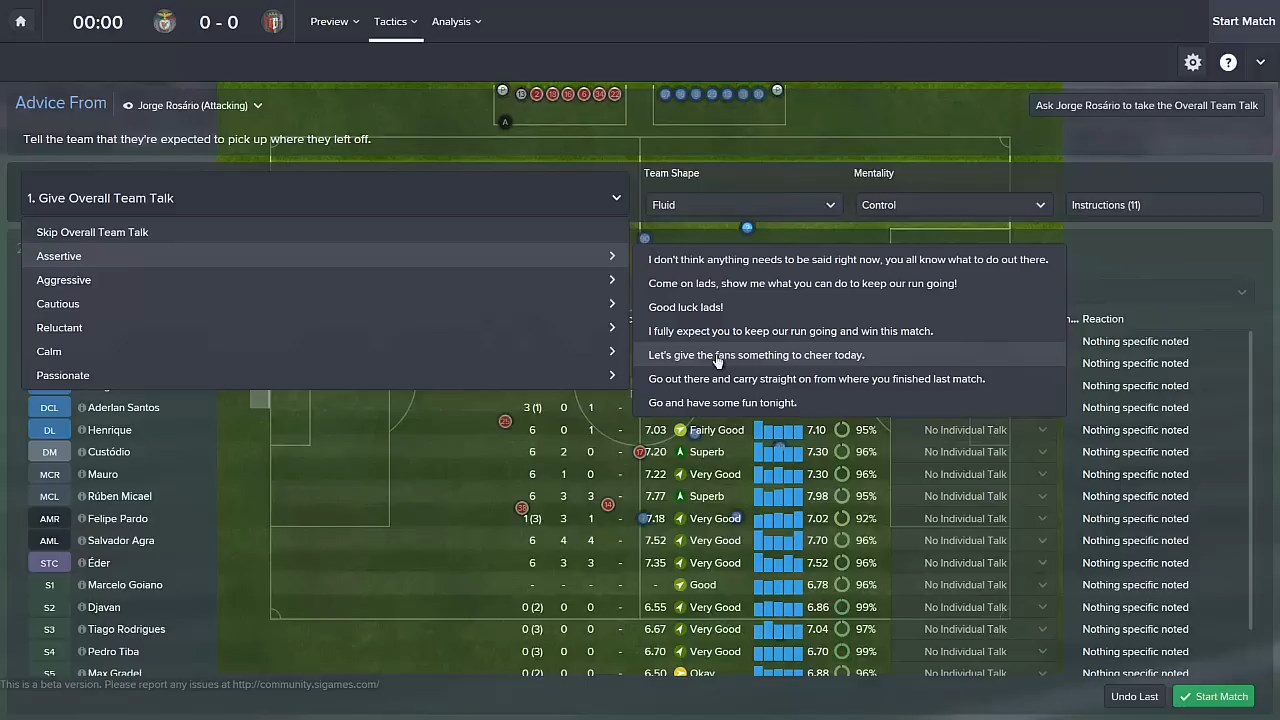 00:00 0 - 0 Preview Tactics Analysis Start Match
Advice From Jorge Rosário (Attacking) Ask Jorge Rosário to take the Overall Team Talk
Tell the team that they're expected to pick up where they left off.
1. Give Overall Team Talk
Team Shape Mentality
Fluid Control Instructions (11)
Skip Overall Team Talk
Assertive
Aggressive
Cautious
Reluctant
Calm
Passionate
I don't think anything needs to be said right now, you all know what to do out there.
Come on lads, show me what you can do to keep our run going!
Good luck lads!
I fully expect you to keep our run going and win this match.
Let's give the fans something to cheer today.
Go out there and carry straight on from where you finished last match.
Go and have some fun tonight.
n... Reaction
Nothing specific noted
Nothing specific noted
Nothing specific noted
DCL Aderlan Santos 3 (1) 0 1 - Nothing specific noted
DL Henrique 6 0 1 - 7.03 Fairly Good 7.10 95% No Individual Talk Nothing specific noted
DM Custódio 6 2 0 - 7.20 Superb 7.30 96% No Individual Talk Nothing specific noted
MCR Mauro 6 1 0 - 7.22 Very Good 7.30 96% No Individual Talk Nothing specific noted
MCL Rúben Micael 6 3 3 - 7.77 Superb 7.98 95% No Individual Talk Nothing specific noted
AMR Felipe Pardo 1 (3) 3 1 - 7.18 Very Good 7.02 92% No Individual Talk Nothing specific noted
AML Salvador Agra 6 4 4 - 7.52 Very Good 7.70 96% No Individual Talk Nothing specific noted
STC Éder 6 3 3 - 7.35 Very Good 7.52 96% No Individual Talk Nothing specific noted
S1 Marcelo Goiano - - - - - Good 6.78 96% No Individual Talk Nothing specific noted
S2 Djavan 0 (2) 0 0 - 6.55 Very Good 6.86 99% No Individual Talk Nothing specific noted
S3 Tiago Rodrigues 0 (3) 0 0 - 6.67 Very Good 7.04 97% No Individual Talk Nothing specific noted
S4 Pedro Tiba 0 (3) 0 0 - 6.70 Very Good 6.70 99% No Individual Talk Nothing specific noted
S5 Max Gradel 0 (2) 0 0 - 6.50 Okay 6.88 96% No Individual Talk Nothing specific noted
This is a beta version. Please report any issues at http://community.sigames.com/
Undo Last Start Match